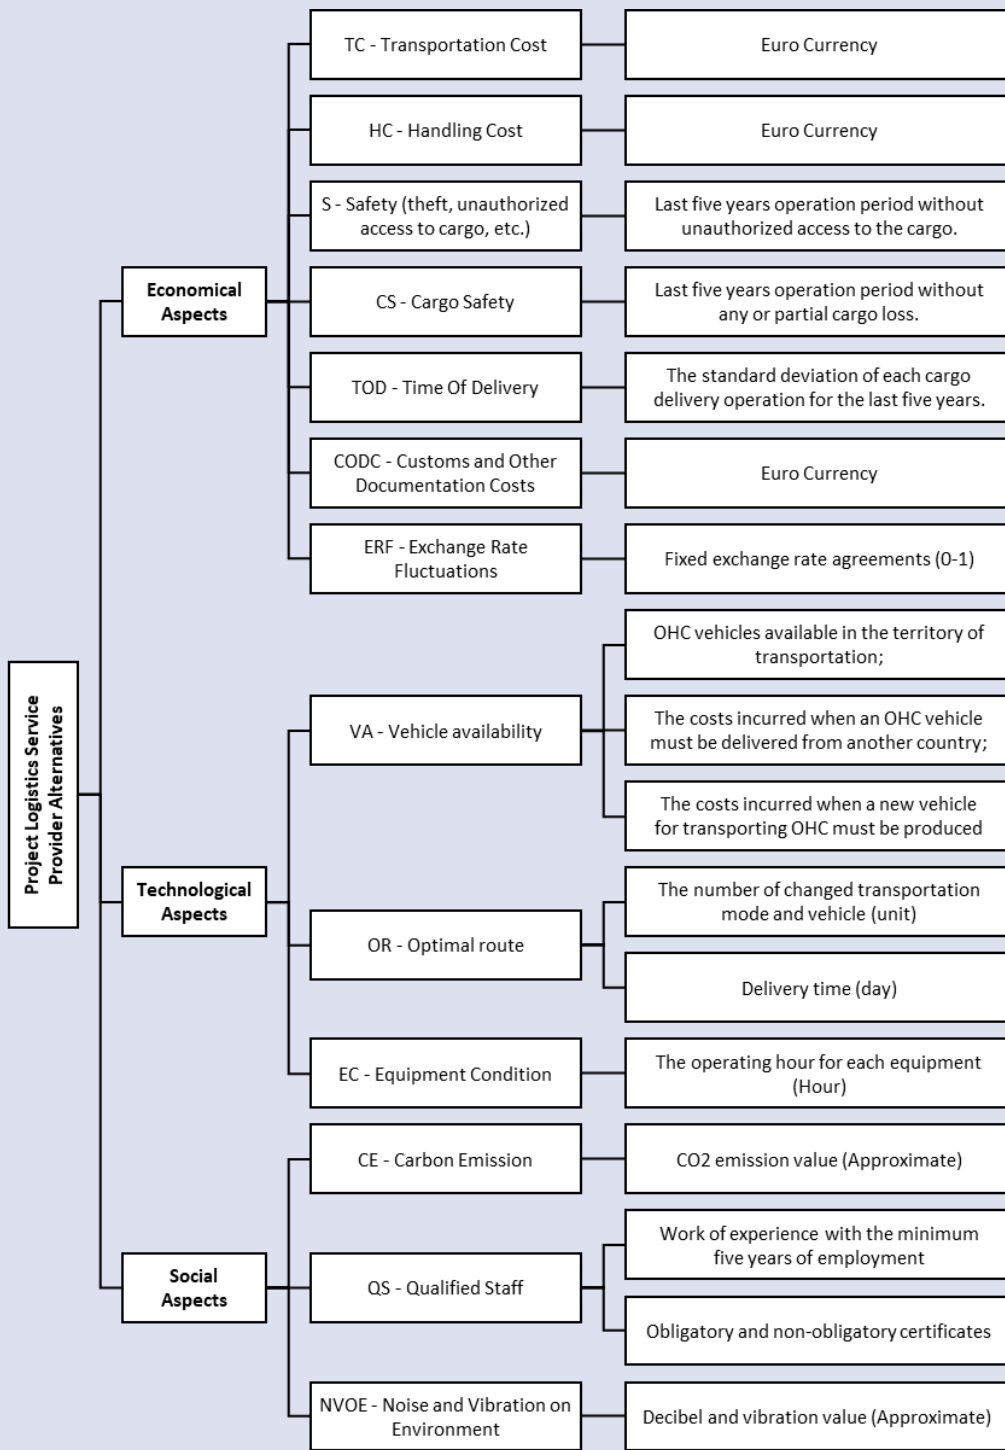 Project Logistics Service
Provider Alternatives
Economical
Aspects
TC - Transportation Cost
Euro Currency
HC - Handling Cost
Euro Currency
S - Safety (theft, unauthorized
access to cargo, etc.)
Last five years operation period without
unauthorized access to the cargo.
CS - Cargo Safety
Last five years operation period without
any or partial cargo loss.
TOD - Time Of Delivery
The standard deviation of each cargo
delivery operation for the last five years.
CODC - Customs and Other
Documentation Costs
Euro Currency
ERF - Exchange Rate
Fluctuations
Fixed exchange rate agreements (0-1)
Technological
Aspects
VA - Vehicle availability
OHC vehicles available in the territory of
transportation;
The costs incurred when an OHC vehicle
must be delivered from another country;
The costs incurred when a new vehicle
for transporting OHC must be produced
OR - Optimal route
The number of changed transportation
mode and vehicle (unit)
Delivery time (day)
EC - Equipment Condition
The operating hour for each equipment
(Hour)
Social
Aspects
CE - Carbon Emission
CO2 emission value (Approximate)
QS - Qualified Staff
Work of experience with the minimum
five years of employment
Obligatory and non-obligatory certificates
NVOE - Noise and Vibration on
Environment
Decibel and vibration value (Approximate)